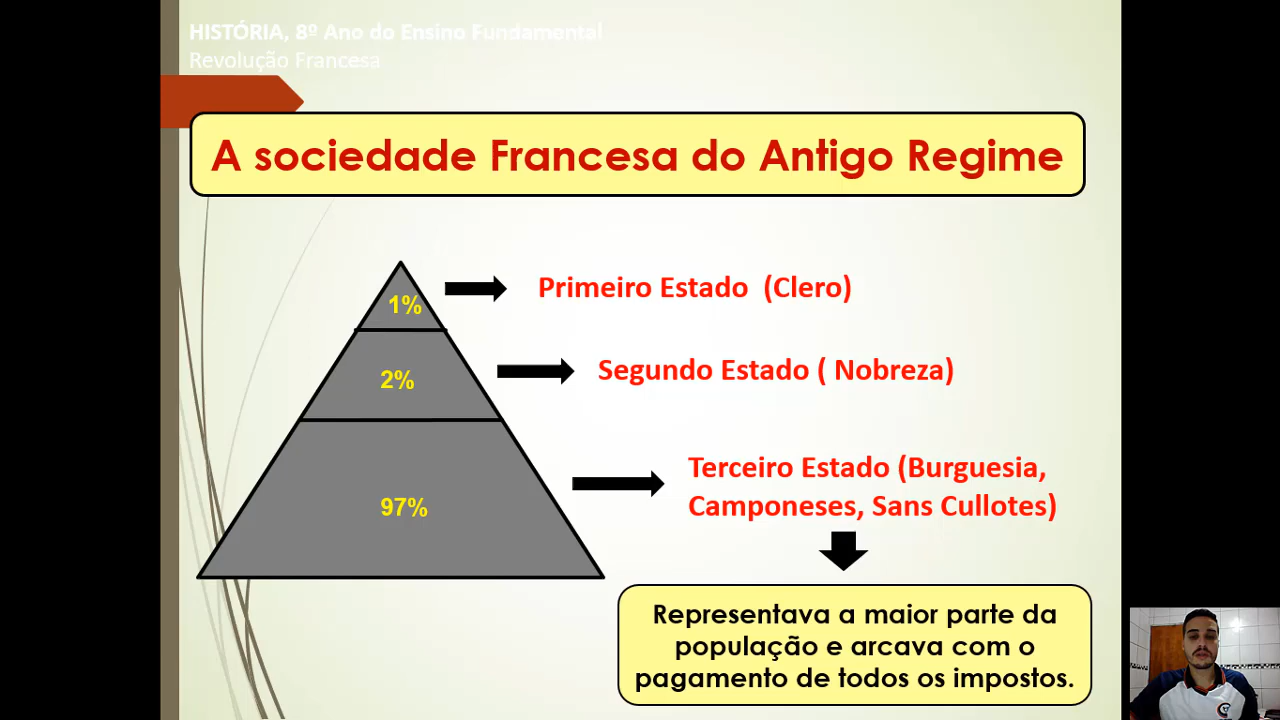 HISTÓRIA, 8º Ano do Ensino Fundamental
Revolução Francesa
A sociedade Francesa do Antigo Regime
1%
Primeiro Estado (Clero)
2%
Segundo Estado ( Nobreza)
97%
Terceiro Estado (Burguesia,
Camponeses, Sans Cullotes)
Representava a maior parte da
população e arcava com o
pagamento de todos os impostos.